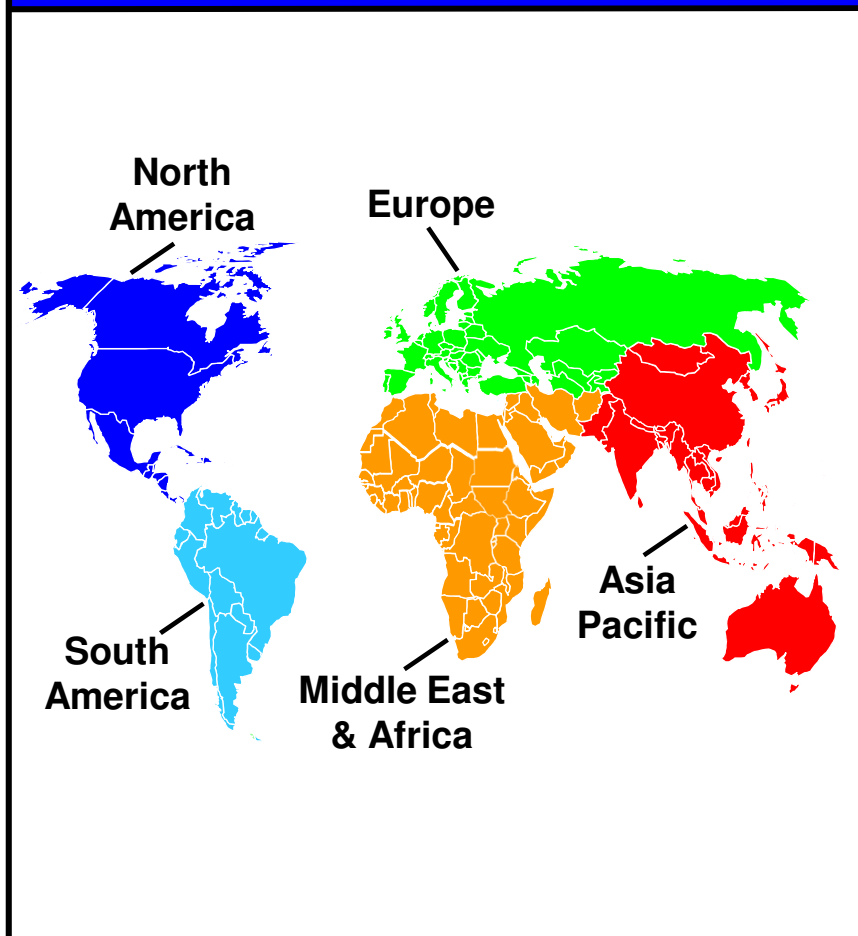 North
America
Europe
Asia
Pacific
South
America
Middle East
& Africa